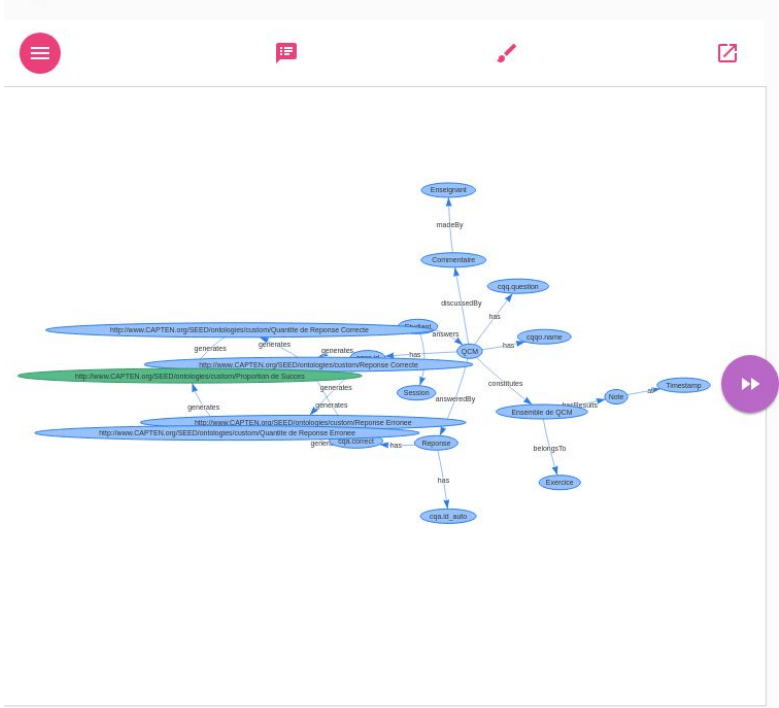 Enseignant
madeBy
Commentaire
cqq.question
discussedBy
has
http://www.CAPTEN.org/SEED/ontologies/custom/Quantite de Reponse Correcte
answers
cqqo.name
has
generates
generates
generates
has
QCM
http://www.CAPTEN.org/SEED/ontologies/custom/Reponse Correcte
http://www.CAPTEN.org/SEED/ontologies/custom/Proportion de Succes
constitutes
Timestamp
generates
Session
Note
answeredBy
generates
generates
Ensemble de QCM
http://www.CAPTEN.org/SEED/ontologies/custom/Reponse Erronee
http://www.CAPTEN.org/SEED/ontologies/custom/Quantite de Reponse Erronee
cqa.correct
has
Reponse
belongsTo
has
Exercice
cqa.id_auto